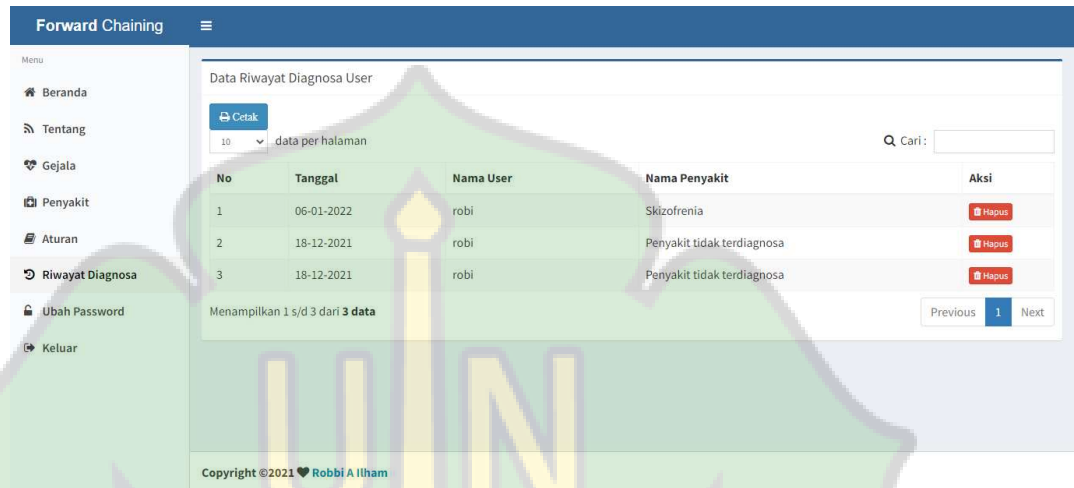 Forward Chaining
Menu
Beranda
Tentang
Gejala
Penyakit
Aturan
Riwayat Diagnosa
Ubah Password
Keluar
Data Riwayat Diagnosa User
Cetak
10 data per halaman Cari :
No Tanggal Nama User Nama Penyakit Aksi
1 06-01-2022 robi Skizofrenia Hapus
2 18-12-2021 robi Penyakit tidak terdiagnosa Hapus
3 18-12-2021 robi Penyakit tidak terdiagnosa Hapus
Menampilkan 1 s/d 3 dari 3 data Previous 1 Next
UIN
Copyright ©2021 ♥ Robbi A Ilham